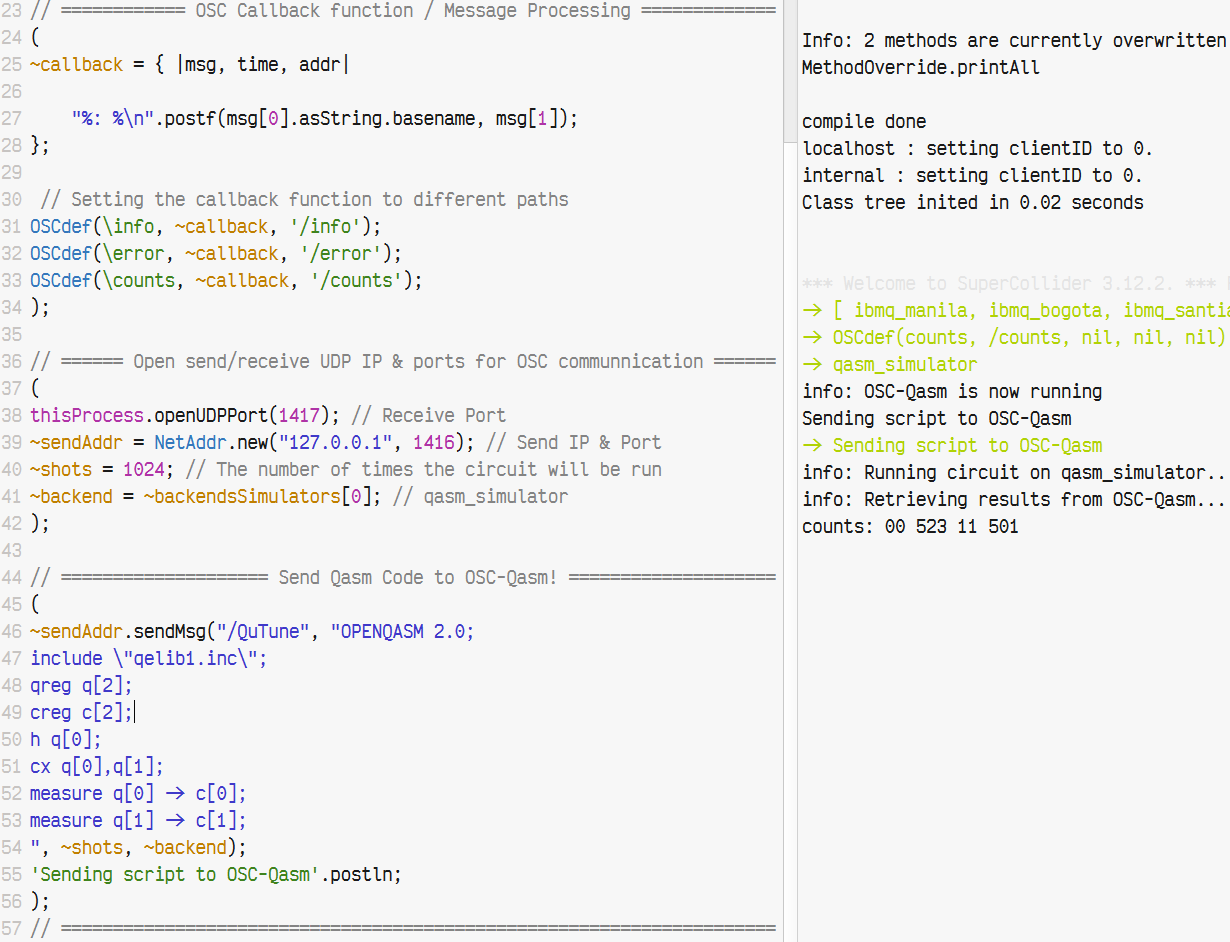 23 // ============ OSC Callback function / Message Processing =============
24 (
25 ~callback = { |msg, time, addr|
26
27     "%: %\n".postf(msg[0].asString.basename, msg[1]);
28 };
29
30  // Setting the callback function to different paths
31 OSCdef(\info, ~callback, '/info');
32 OSCdef(\error, ~callback, '/error');
33 OSCdef(\counts, ~callback, '/counts');
34 );
35
36 // ====== Open send/receive UDP IP & ports for OSC communnication ======
37 (
38 thisProcess.openUDPPort(1417); // Receive Port
39 ~sendAddr = NetAddr.new("127.0.0.1", 1416); // Send IP & Port
40 ~shots = 1024; // The number of times the circuit will be run
41 ~backend = ~backendsSimulators[0]; // qasm_simulator
42 );
43
44 // ==================== Send Qasm Code to OSC-Qasm! ====================
45 (
46 ~sendAddr.sendMsg("/QuTune", "OPENQASM 2.0;
47 include \"qelib1.inc\";
48 qreg q[2];
49 creg c[2];
50 h q[0];
51 cx q[0],q[1];
52 measure q[0] → c[0];
53 measure q[1] → c[1];
54 ", ~shots, ~backend);
55 'Sending script to OSC-Qasm'.postln;
56 );
57 // =====================================================================
Info: 2 methods are currently overwritten
MethodOverride.printAll
compile done
localhost : setting clientID to 0.
internal : setting clientID to 0.
Class tree inited in 0.02 seconds
*** Welcome to SuperCollider 3.12.2. ***
→ [ ibmq_manila, ibmq_bogota, ibmq_santia
→ OSCdef(counts, /counts, nil, nil, nil)
→ qasm_simulator
info: OSC-Qasm is now running
Sending script to OSC-Qasm
→ Sending script to OSC-Qasm
info: Running circuit on qasm_simulator..
info: Retrieving results from OSC-Qasm...
counts: 00 523 11 501